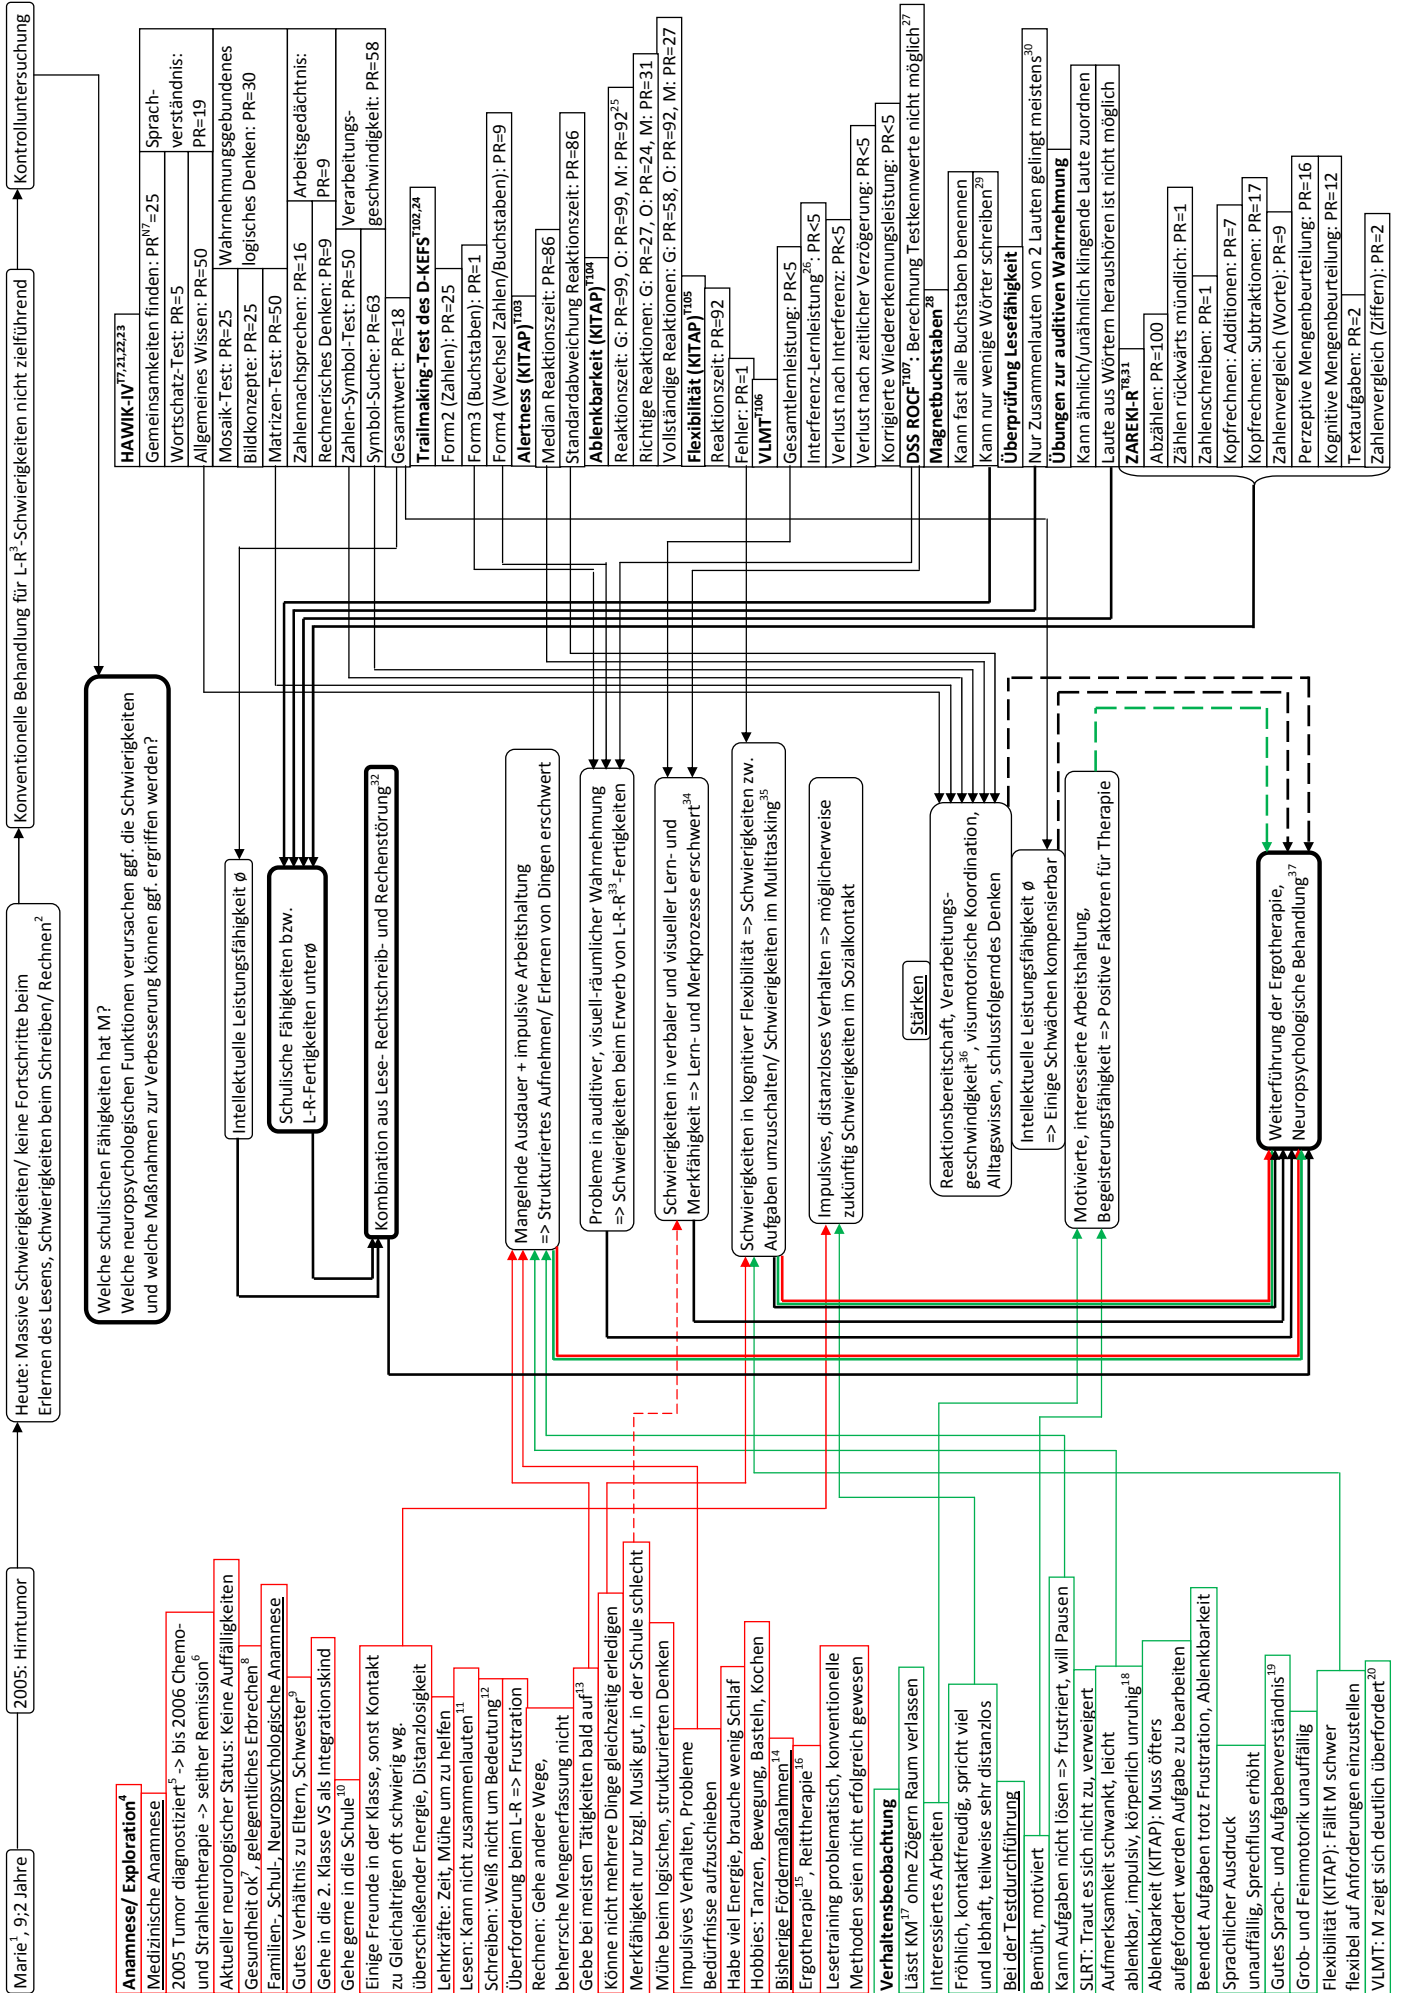 Marie¹, 9;2 Jahre
2005: Hirntumor
Heute: Massive Schwierigkeiten/ keine Fortschritte beim
Erlernen des Lesens, Schwierigkeiten beim Schreiben/ Rechnen²
Konventionelle Behandlung für L-R³-Schwierigkeiten nicht zielführend
Kontrolluntersuchung
Welche schulischen Fähigkeiten hat M?
Welche neuropsychologischen Funktionen verursachen ggf. die Schwierigkeiten
und welche Maßnahmen zur Verbesserung können ggf. ergriffen werden?
Anamnese/ Exploration⁴
Medizinische Anamnese
2005 Tumor diagnostiziert⁵ -> bis 2006 Chemo-
und Strahlentherapie -> seither Remission⁶
Aktueller neurologischer Status: Keine Auffälligkeiten
Gesundheit ok⁷, gelegentliches Erbrechen⁸
Familien-, Schul-, Neuropsychologische Anamnese
Gutes Verhältnis zu Eltern, Schwester⁹
Gehe in die 2. Klasse VS als Integrationskind
Gehe gerne in die Schule¹⁰
Einige Freunde in der Klasse, sonst Kontakt
zu Gleichaltrigen oft schwierig wg.
überschießender Energie, Distanzlosigkeit
Lehrkräfte: Zeit, Mühe um zu helfen
Lesen: Kann nicht zusammenlauten¹¹
Schreiben: Weiß nicht um Bedeutung¹²
Überforderung beim L-R => Frustration
Rechnen: Gehe andere Wege,
beherrsche Mengenerfassung nicht
Gebe bei meisten Tätigkeiten bald auf¹³
Könne nicht mehrere Dinge gleichzeitig erledigen
Merkfähigkeit nur bzgl. Musik gut, in der Schule schlecht
Mühe beim logischen, strukturierten Denken
Impulsives Verhalten, Probleme
Bedürfnisse aufzuschieben
Habe viel Energie, brauche wenig Schlaf
Hobbies: Tanzen, Bewegung, Basteln, Kochen
Bisherige Fördermaßnahmen¹⁴
Ergotherapie¹⁵, Reittherapie¹⁶
Lesetraining problematisch, konventionelle
Methoden seien nicht erfolgreich gewesen
Verhaltensbeobachtung
Lässt KM¹⁷ ohne Zögern Raum verlassen
Interessiertes Arbeiten
Fröhlich, kontaktfreudig, spricht viel
und lebhaft, teilweise sehr distanzlos
Bei der Testdurchführung
Bemüht, motiviert
Kann Aufgaben nicht lösen => frustriert, will Pausen
SLRT: Traut es sich nicht zu, verweigert
Aufmerksamkeit schwankt, leicht
ablenkbar, impulsiv, körperlich unruhig¹⁸
Ablenkbarkeit (KITAP): Muss öfters
aufgefordert werden Aufgabe zu bearbeiten
Beendet Aufgaben trotz Frustration, Ablenkbarkeit
Sprachlicher Ausdruck
unauffällig, Sprechfluss erhöht
Gutes Sprach- und Aufgabenverständnis¹⁹
Grob- und Feinmotorik unauffällig
Flexibilität (KITAP): Fällt M schwer
flexibel auf Anforderungen einzustellen
VLMT: M zeigt sich deutlich überfordert²⁰
Intellektuelle Leistungsfähigkeit ø
Schulische Fähigkeiten bzw.
L-R-Fertigkeiten unterø
Kombination aus Lese- Rechtschreib- und Rechenstörung³²
Mangelnde Ausdauer + impulsive Arbeitshaltung
=> Strukturiertes Aufnehmen/ Erlernen von Dingen erschwert
Probleme in auditiver, visuell-räumlicher Wahrnehmung
=> Schwierigkeiten beim Erwerb von L-R-R³³-Fertigkeiten
Schwierigkeiten in verbaler und visueller Lern- und
Merkfähigkeit => Lern- und Merkprozesse erschwert³⁴
Schwierigkeiten in kognitiver Flexibilität => Schwierigkeiten zw.
Aufgaben umzuschalten/ Schwierigkeiten im Multitasking³⁵
Impulsives, distanzloses Verhalten => möglicherweise
zukünftig Schwierigkeiten im Sozialkontakt
Stärken
Reaktionsbereitschaft, Verarbeitungs-
geschwindigkeit³⁶, visumotorische Koordination,
Alltagswissen, schlussfolgerndes Denken
Intellektuelle Leistungsfähigkeit ø
=> Einige Schwächen kompensierbar
Motivierte, interessierte Arbeitshaltung,
Begeisterungsfähigkeit => Positive Faktoren für Therapie
Weiterführung der Ergotherapie,
Neuropsychologische Behandlung³⁷
HAWIK-IV^T7,21,22,23
Gemeinsamkeiten finden: PR^N7=25
Wortschatz-Test: PR=5
Allgemeines Wissen: PR=50
Sprach-
verständnis:
PR=19
Mosaik-Test: PR=25
Bildkonzepte: PR=25
Matrizen-Test: PR=50
Wahrnehmungsgebundenes
logisches Denken: PR=30
Zahlennachsprechen: PR=16
Rechnerisches Denken: PR=9
Arbeitsgedächtnis:
PR=9
Zahlen-Symbol-Test: PR=50
Symbol-Suche: PR=63
Verarbeitungs-
geschwindigkeit: PR=58
Gesamtwert: PR=18
Trailmaking-Test des D-KEFS^T102,24
Form2 (Zahlen): PR=25
Form3 (Buchstaben): PR=1
Form4 (Wechsel Zahlen/Buchstaben): PR=9
Alertness (KITAP)^T103
Median Reaktionszeit: PR=86
Standardabweichung Reaktionszeit: PR=86
Ablenkbarkeit (KITAP)^T104
Reaktionszeit: G: PR=99, O: PR=99, M: PR=92²⁵
Richtige Reaktionen: G: PR=27, O: PR=24, M: PR=31
Vollständige Reaktionen: G: PR=58, O: PR=92, M: PR=27
Flexibilität (KITAP)^T105
Reaktionszeit: PR=92
Fehler: PR=1
VLMT^T106
Gesamtlernleistung: PR<5
Interferenz-Lernleistung²⁶: PR<5
Verlust nach Interferenz: PR<5
Verlust nach zeitlicher Verzögerung: PR<5
Korrigierte Wiedererkennungsleistung: PR<5
DSS ROCF^T107: Berechnung Testkennwerte nicht möglich²⁷
Magnetbuchstaben²⁸
Kann fast alle Buchstaben benennen
Kann nur wenige Wörter schreiben²⁹
Überprüfung Lesefähigkeit
Nur Zusammenlauten von 2 Lauten gelingt meistens³⁰
Übungen zur auditiven Wahrnehmung
Kann ähnlich/unähnlich klingende Laute zuordnen
Laute aus Wörtern heraushören ist nicht möglich
ZAREKI-R^T8,31
Abzählen: PR=100
Zählen rückwärts mündlich: PR=1
Zahlenschreiben: PR=1
Kopfrechnen: Additionen: PR=7
Kopfrechnen: Subtraktionen: PR=17
Zahlenvergleich (Worte): PR=9
Perzeptive Mengenbeurteilung: PR=16
Kognitive Mengenbeurteilung: PR=12
Textaufgaben: PR=2
Zahlenvergleich (Ziffern): PR=2